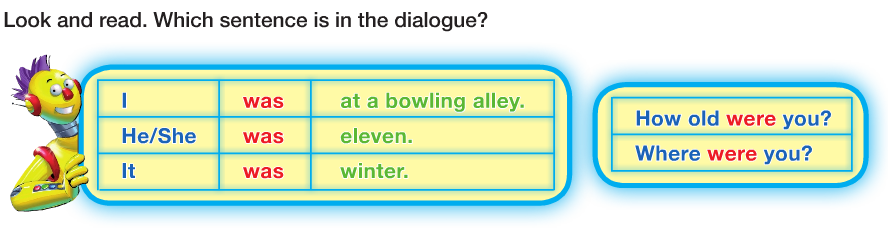 Look and read. Which sentence is in the dialogue?
I was at a bowling alley.
He/She was eleven.
It was winter.
How old were you?
Where were you?